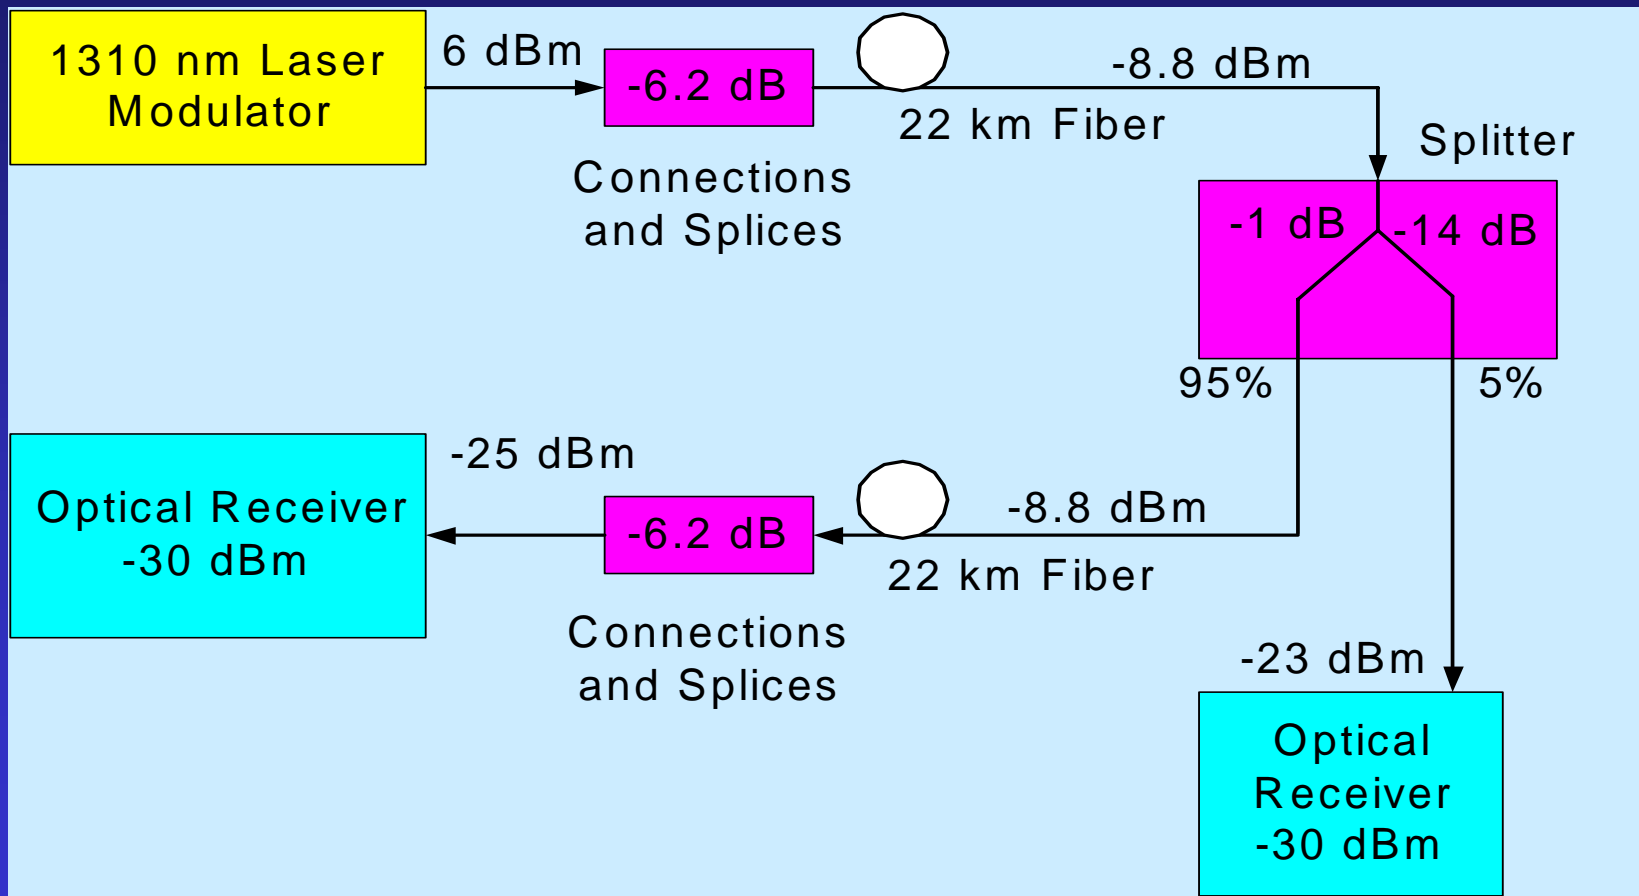 1310 nm Laser
Modulator
6 dBm
-6.2 dB
Connections
and Splices
-8.8 dBm
22 km Fiber
Splitter
-1 dB
-14 dB
95%
5%
Optical Receiver
-30 dBm
-25 dBm
-6.2 dB
Connections
and Splices
-8.8 dBm
22 km Fiber
-23 dBm
Optical
Receiver
-30 dBm